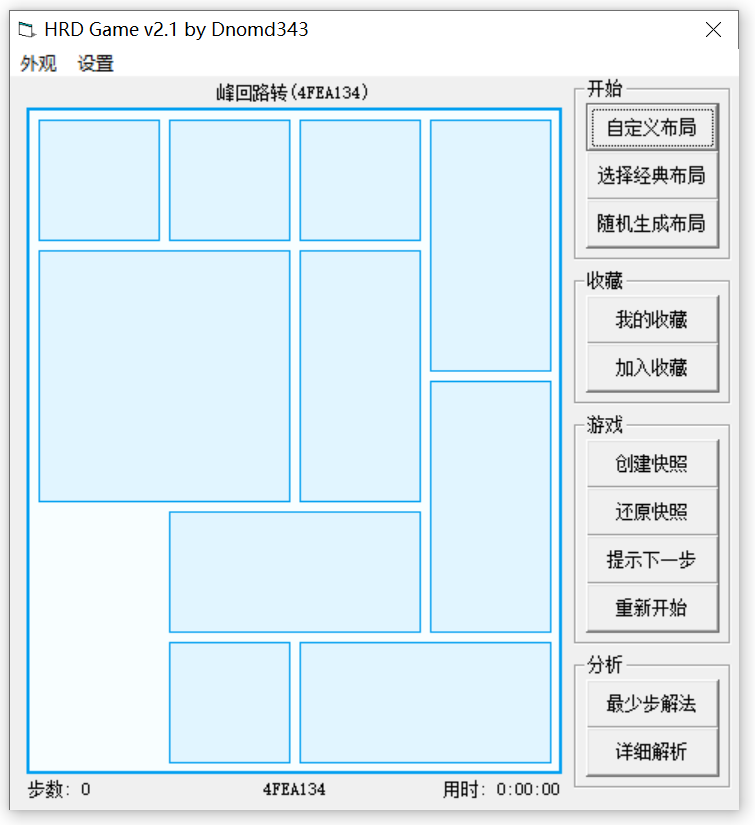 HRD Game v2.1 by Dnomd343
外观 设置
峰回路转(4FEA134)
开始
自定义布局
选择经典布局
随机生成布局
收藏
我的收藏
加入收藏
游戏
创建快照
还原快照
提示下一步
重新开始
分析
最少步解法
详细解析
步数: 0 4FEA134 用时: 0:00:00